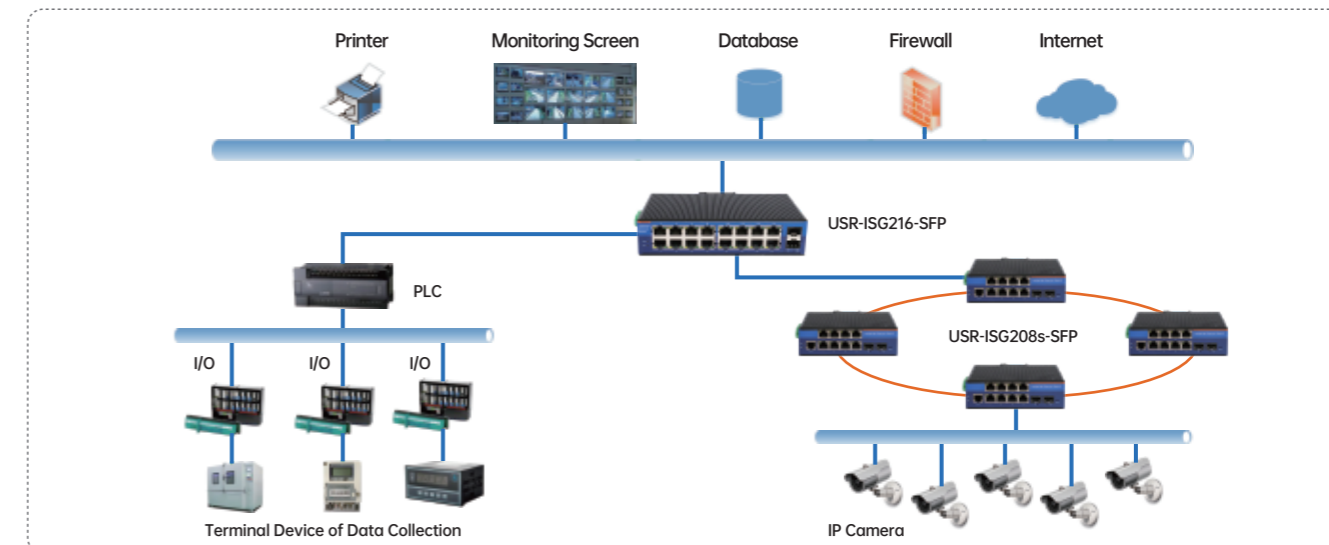 Printer
Monitoring Screen
Database
Firewall
Internet
USR-ISG216-SFP
PLC
USR-ISG208s-SFP
I/O
I/O
I/O
Terminal Device of Data Collection
IP Camera